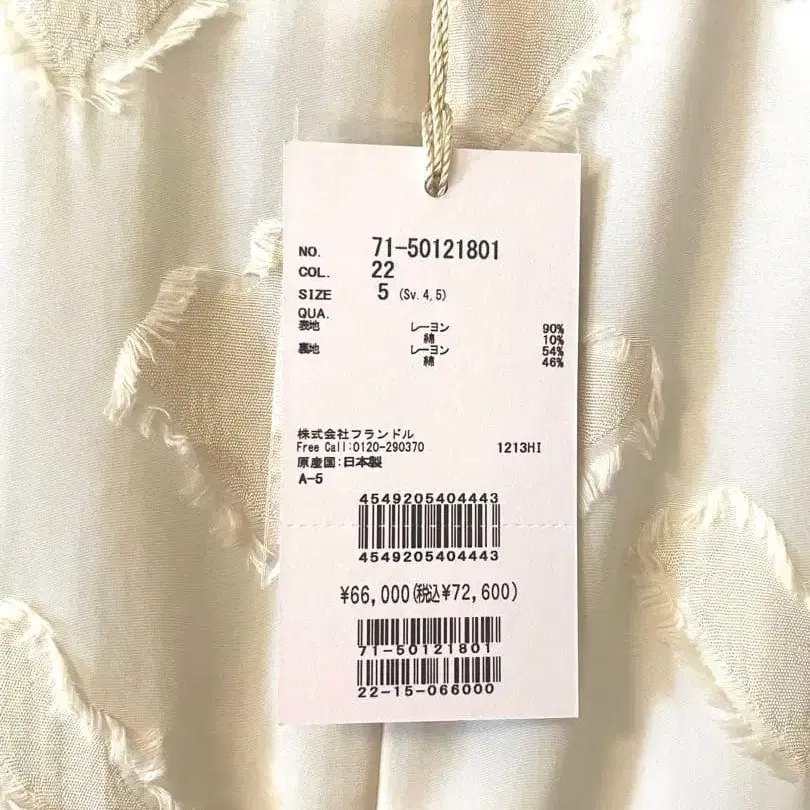 NO. 71-50121801
COL. 22
SIZE 5 (Sv.4,5)
QUA.
表地 レーヨン 90%
綿 10%
裏地 レーヨン 54%
綿 46%
株式会社フランドル
Free Call:0120-290370 1213HI
原産国:日本製
A-5
4549205404443
4549205404443
¥66,000(税込¥72,600)
71-50121801
22-15-066000